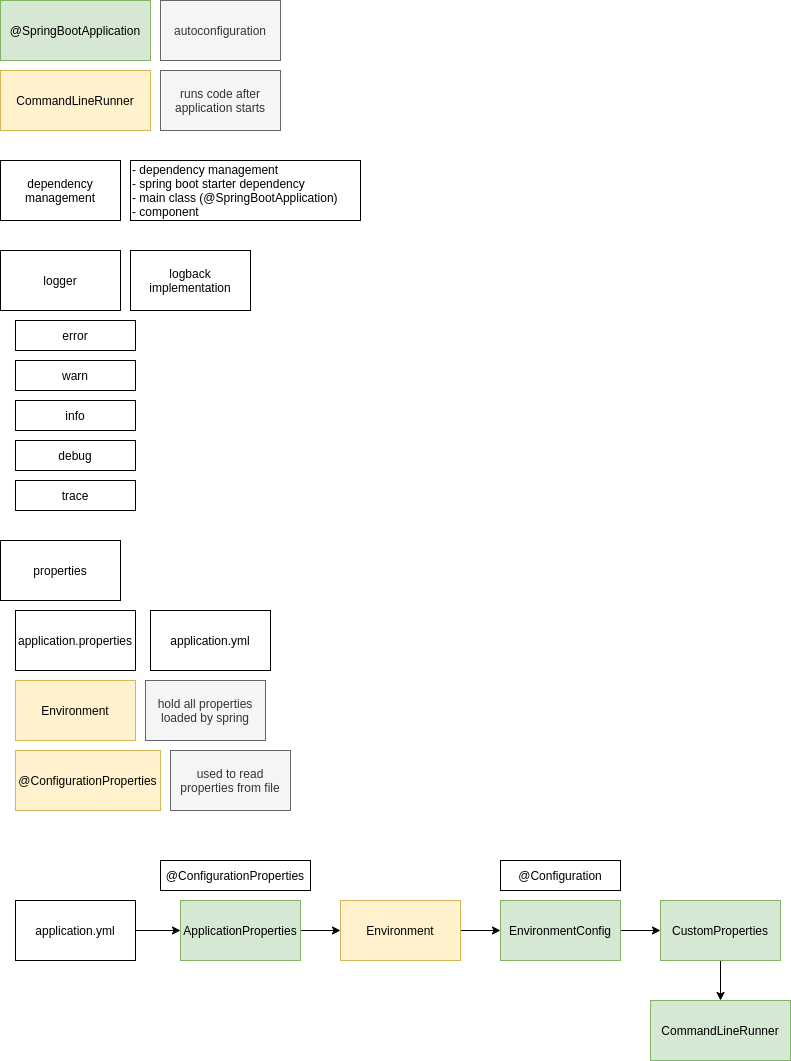 @SpringBootApplication
autoconfiguration
CommandLineRunner
runs code after
application starts
dependency
management
- dependency management
- spring boot starter dependency
- main class (@SpringBootApplication)
- component
logger
logback
implementation
error
warn
info
debug
trace
properties
application.properties
application.yml
Environment
hold all properties
loaded by spring
@ConfigurationProperties
used to read
properties from file
@ConfigurationProperties
@Configuration
application.yml
ApplicationProperties
Environment
EnvironmentConfig
CustomProperties
CommandLineRunner